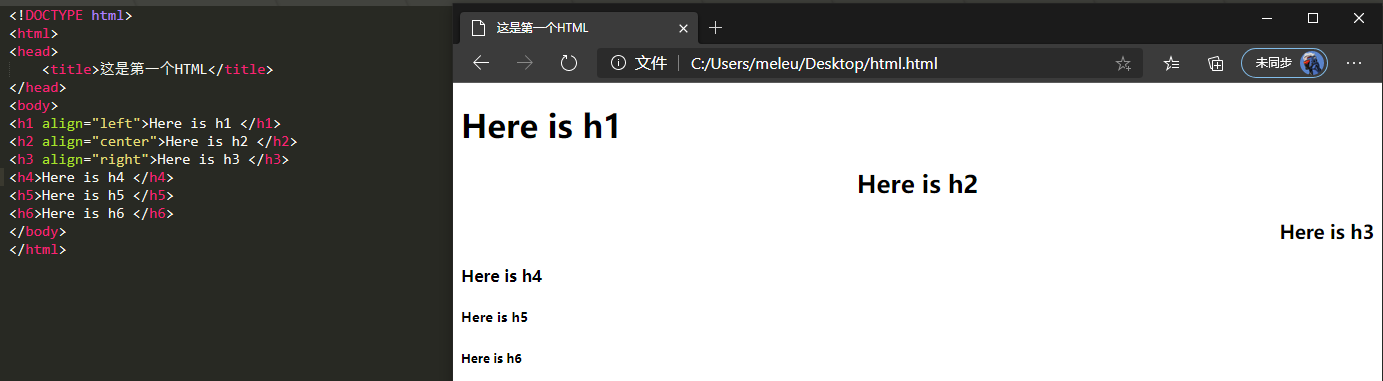 <!DOCTYPE html>
<html>
<head>
    <title>这是第一个HTML</title>
</head>
<body>
<h1 align="left">Here is h1 </h1>
<h2 align="center">Here is h2 </h2>
<h3 align="right">Here is h3 </h3>
<h4>Here is h4 </h4>
<h5>Here is h5 </h5>
<h6>Here is h6 </h6>
</body>
</html>
这是第一个HTML
文件 | C:/Users/meleu/Desktop/html.html 未同步
Here is h1
Here is h2
Here is h3
Here is h4
Here is h5
Here is h6